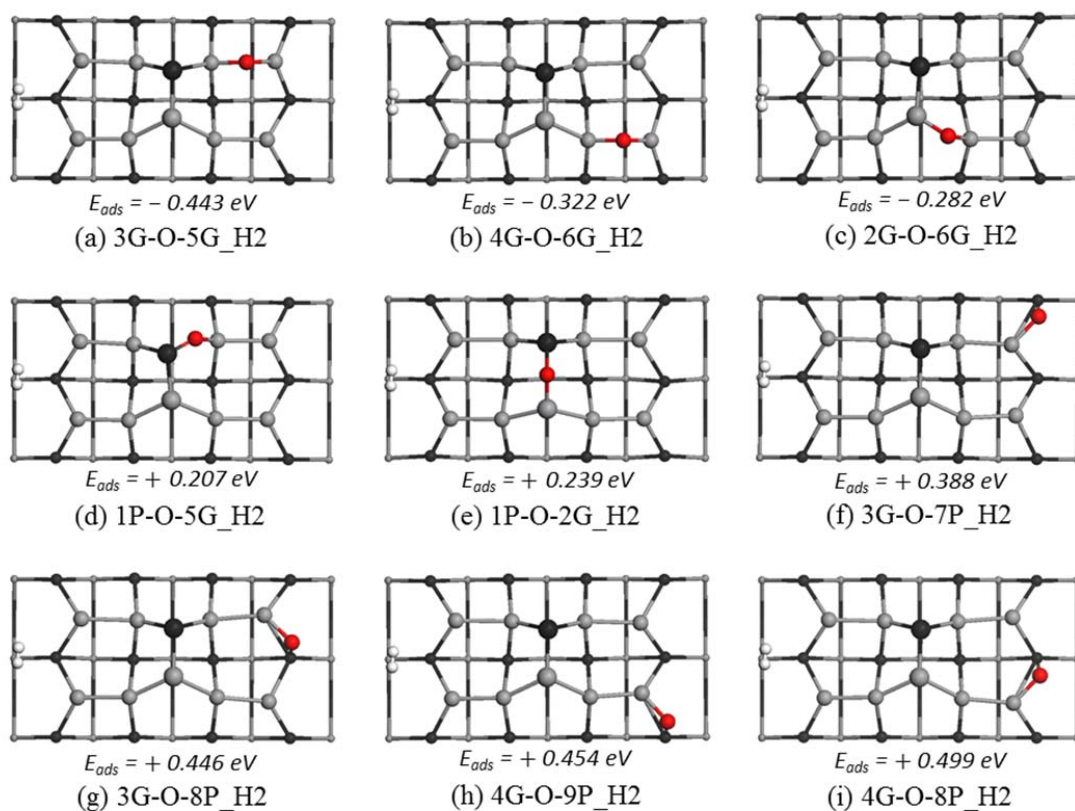 E_ads = − 0.443 eV
E_ads = − 0.322 eV
E_ads = − 0.282 eV
(a) 3G-O-5G_H2
(b) 4G-O-6G_H2
(c) 2G-O-6G_H2
E_ads = + 0.207 eV
E_ads = + 0.239 eV
E_ads = + 0.388 eV
(d) 1P-O-5G_H2
(e) 1P-O-2G_H2
(f) 3G-O-7P_H2
E_ads = + 0.446 eV
E_ads = + 0.454 eV
E_ads = + 0.499 eV
(g) 3G-O-8P_H2
(h) 4G-O-9P_H2
(i) 4G-O-8P_H2